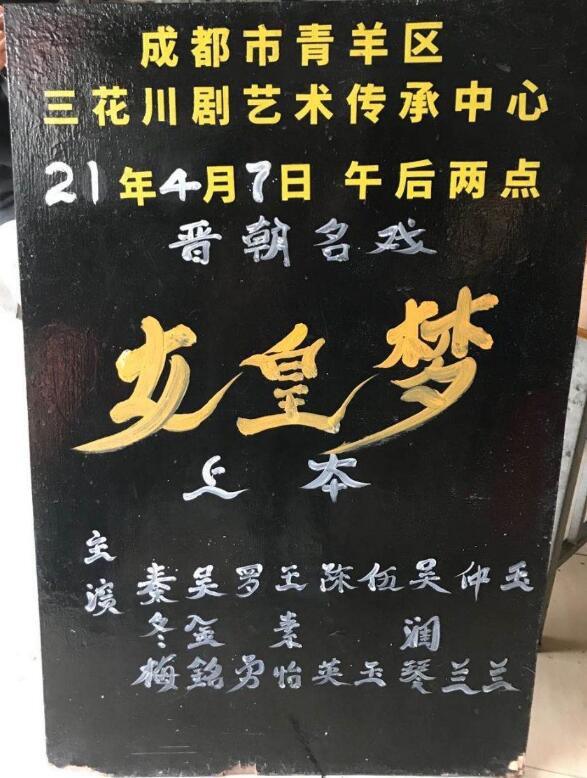 成都市青羊区
三花川剧艺术传承中心
21年4月7日 午后两点
晋朝名戏
女皇梦
上本
主演
秦冬梅
吴金銘
罗勇
王素怡
陈英
伍玉
吴润琴
仲兰
玉兰